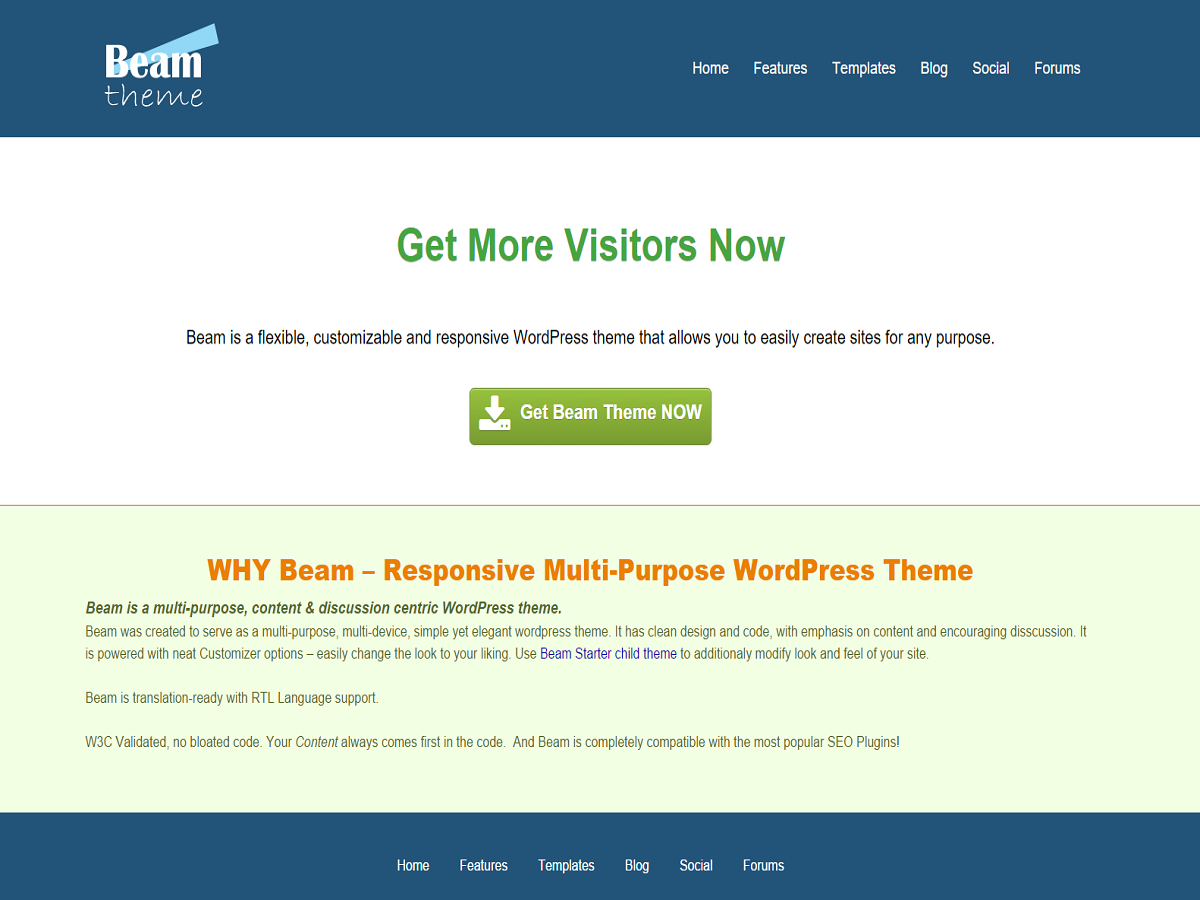 Beam
theme
Home Features Templates Blog Social Forums
Get More Visitors Now
Beam is a flexible, customizable and responsive WordPress theme that allows you to easily create sites for any purpose.
Get Beam Theme NOW
WHY Beam – Responsive Multi-Purpose WordPress Theme
Beam is a multi-purpose, content & discussion centric WordPress theme.
Beam was created to serve as a multi-purpose, multi-device, simple yet elegant wordpress theme. It has clean design and code, with emphasis on content and encouraging disscussion. It
is powered with neat Customizer options – easily change the look to your liking. Use Beam Starter child theme to additionaly modify look and feel of your site.
Beam is translation-ready with RTL Language support.
W3C Validated, no bloated code. Your Content always comes first in the code.  And Beam is completely compatible with the most popular SEO Plugins!
Home Features Templates Blog Social Forums